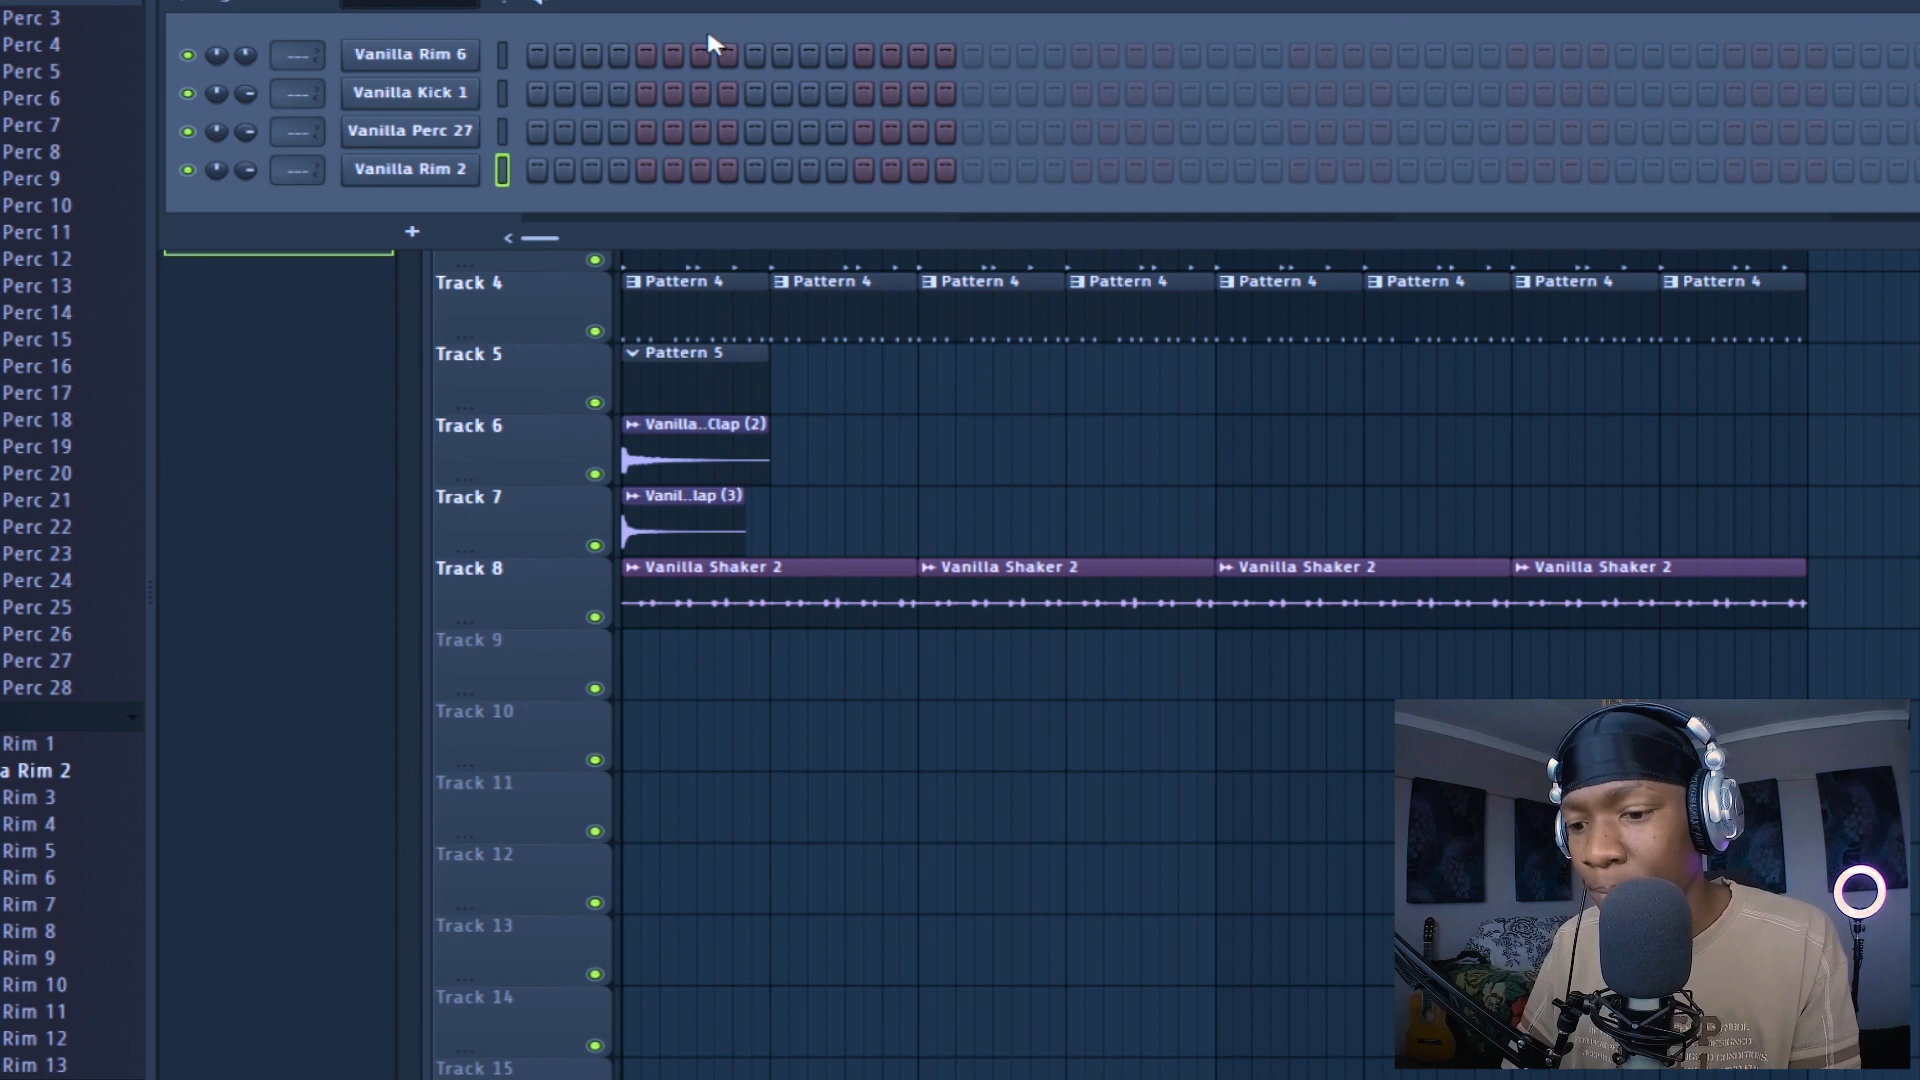 Perc 3
Perc 4
Perc 5
Perc 6
Perc 7
Perc 8
Perc 9
Perc 10
Perc 11
Perc 12
Perc 13
Perc 14
Perc 15
Perc 16
Perc 17
Perc 18
Perc 19
Perc 20
Perc 21
Perc 22
Perc 23
Perc 24
Perc 25
Perc 26
Perc 27
Perc 28
Rim 1
a Rim 2
Rim 3
Rim 4
Rim 5
Rim 6
Rim 7
Rim 8
Rim 9
Rim 10
Rim 11
Rim 12
Rim 13
Vanilla Rim 6
Vanilla Kick 1
Vanilla Perc 27
Vanilla Rim 2
Track 4
Pattern 4 Pattern 4 Pattern 4 Pattern 4 Pattern 4 Pattern 4 Pattern 4 Pattern 4
Track 5
Pattern 5
Track 6
Vanilla..Clap (2)
Track 7
Vanil..lap (3)
Track 8
Vanilla Shaker 2 Vanilla Shaker 2 Vanilla Shaker 2 Vanilla Shaker 2
Track 9
Track 10
Track 11
Track 12
Track 13
Track 14
Track 15
DESIGNED